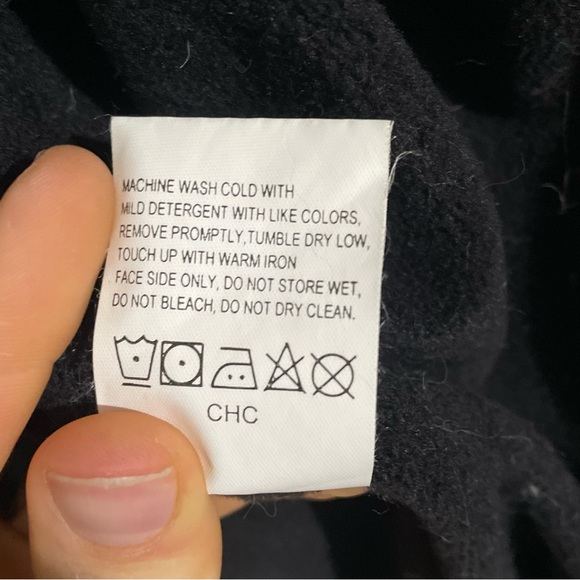 MACHINE WASH COLD WITH
MILD DETERGENT WITH LIKE COLORS,
REMOVE PROMPTLY,TUMBLE DRY LOW,
TOUCH UP WITH WARM IRON
FACE SIDE ONLY, DO NOT STORE WET,
DO NOT BLEACH, DO NOT DRY CLEAN.
CHC